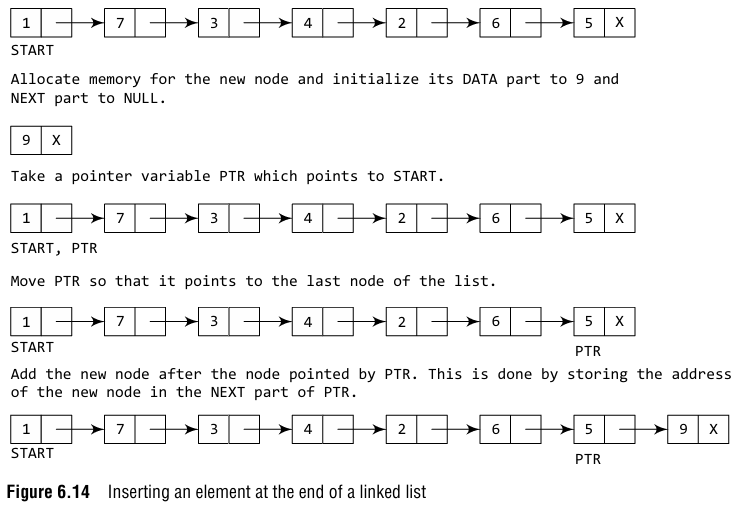 1 7 3 4 2 6 5 X
START
Allocate memory for the new node and initialize its DATA part to 9 and
NEXT part to NULL.
9 X
Take a pointer variable PTR which points to START.
1 7 3 4 2 6 5 X
START, PTR
Move PTR so that it points to the last node of the list.
1 7 3 4 2 6 5 X
START PTR
Add the new node after the node pointed by PTR. This is done by storing the address
of the new node in the NEXT part of PTR.
1 7 3 4 2 6 5 9 X
START PTR
Figure 6.14 Inserting an element at the end of a linked list